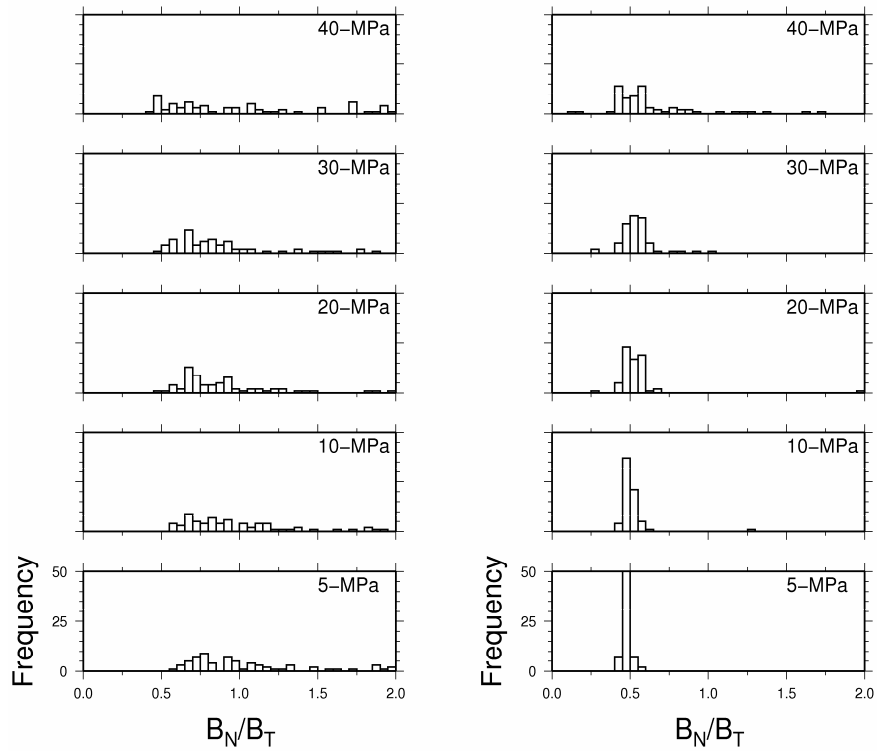 40−MPa 40−MPa
30−MPa 30−MPa
20−MPa 20−MPa
10−MPa 10−MPa
50 5−MPa 50 5−MPa
25 25
0 0
0.0 0.5 1.0 1.5 2.0 0.0 0.5 1.0 1.5 2.0
Frequency Frequency
B_N/B_T B_N/B_T